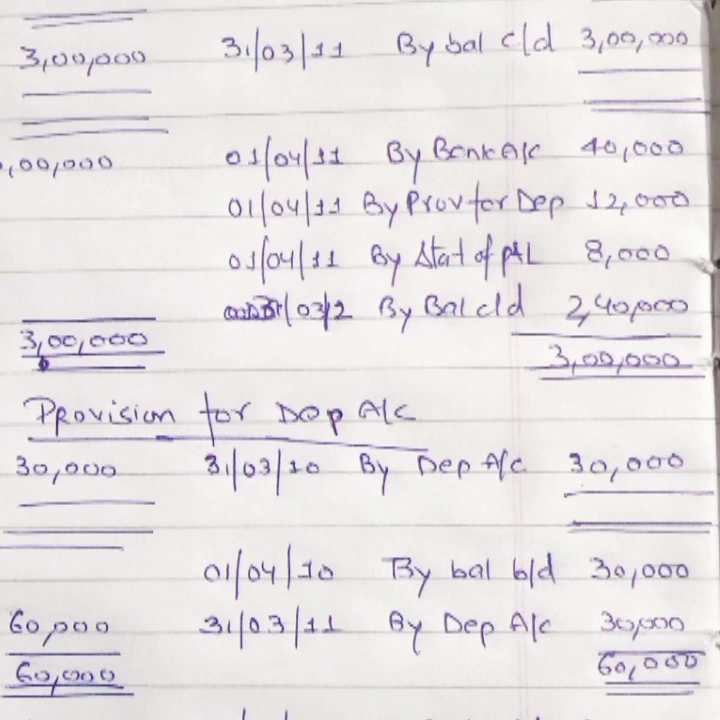 3,00,000 31/03/11 By bal c/d 3,00,000
,00,000 01/04/11 By Bank A/c 40,000
01/04/11 By Prov for Dep 12,000
01/04/11 By Stat of P&L 8,000
/03/2 By Bal c/d 2,40,000
3,00,000
3,00,000
Provision for Dep A/c
30,000 31/03/10 By Dep A/c 30,000
01/04/10 By bal b/d 30,000
60,000 31/03/11 By Dep A/c 30,000
60,000 60,000